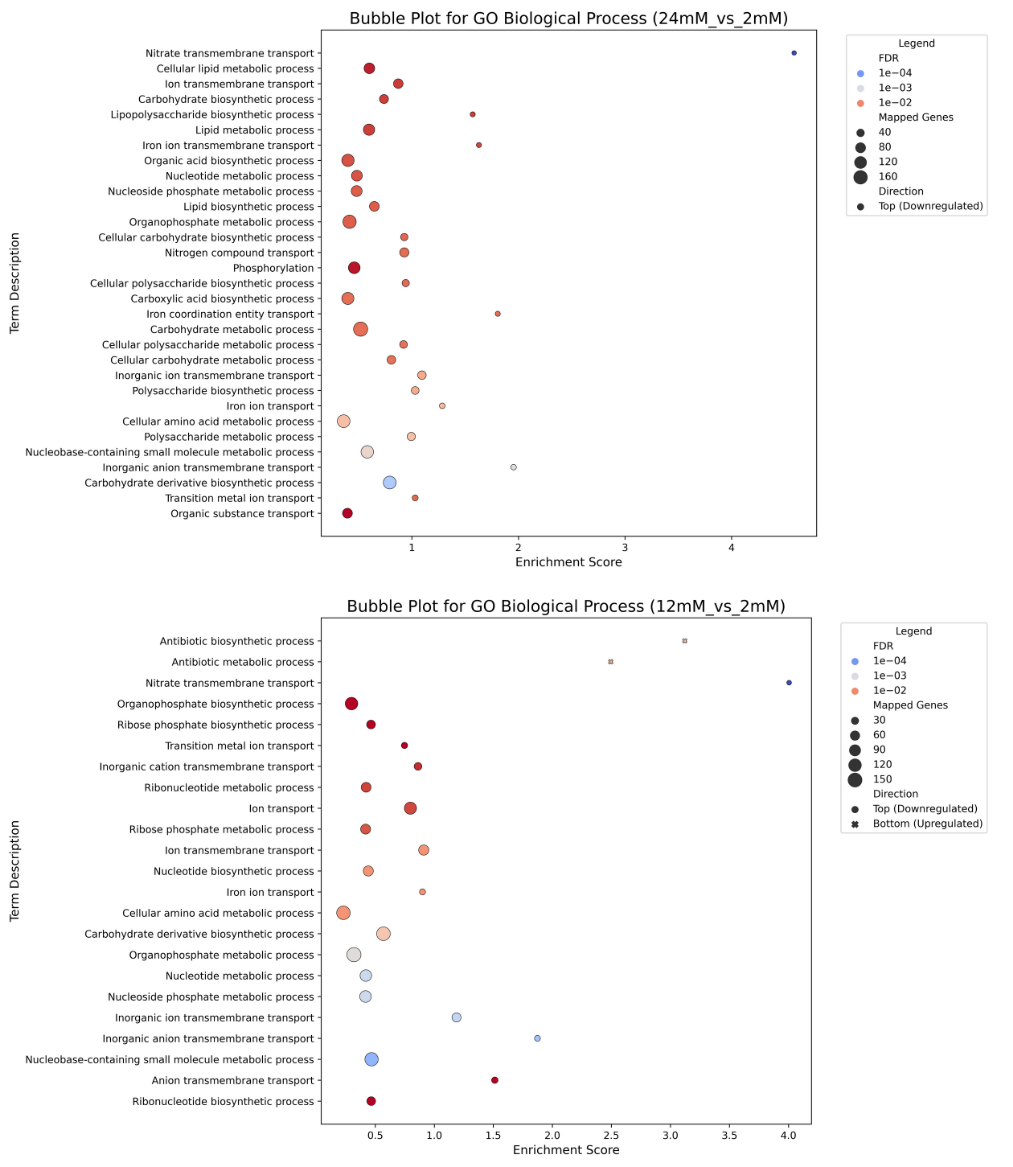 Bubble Plot for GO Biological Process (24mM_vs_2mM)
Term Description
Nitrate transmembrane transport
Cellular lipid metabolic process
Ion transmembrane transport
Carbohydrate biosynthetic process
Lipopolysaccharide biosynthetic process
Lipid metabolic process
Iron ion transmembrane transport
Organic acid biosynthetic process
Nucleotide metabolic process
Nucleoside phosphate metabolic process
Lipid biosynthetic process
Organophosphate metabolic process
Cellular carbohydrate biosynthetic process
Nitrogen compound transport
Phosphorylation
Cellular polysaccharide biosynthetic process
Carboxylic acid biosynthetic process
Iron coordination entity transport
Carbohydrate metabolic process
Cellular polysaccharide metabolic process
Cellular carbohydrate metabolic process
Inorganic ion transmembrane transport
Polysaccharide biosynthetic process
Iron ion transport
Cellular amino acid metabolic process
Polysaccharide metabolic process
Nucleobase-containing small molecule metabolic process
Inorganic anion transmembrane transport
Carbohydrate derivative biosynthetic process
Transition metal ion transport
Organic substance transport
1 2 3 4
Enrichment Score
Legend
FDR
1e−04
1e−03
1e−02
Mapped Genes
40
80
120
160
Direction
Top (Downregulated)
Bubble Plot for GO Biological Process (12mM_vs_2mM)
Term Description
Antibiotic biosynthetic process
Antibiotic metabolic process
Nitrate transmembrane transport
Organophosphate biosynthetic process
Ribose phosphate biosynthetic process
Transition metal ion transport
Inorganic cation transmembrane transport
Ribonucleotide metabolic process
Ion transport
Ribose phosphate metabolic process
Ion transmembrane transport
Nucleotide biosynthetic process
Iron ion transport
Cellular amino acid metabolic process
Carbohydrate derivative biosynthetic process
Organophosphate metabolic process
Nucleotide metabolic process
Nucleoside phosphate metabolic process
Inorganic ion transmembrane transport
Inorganic anion transmembrane transport
Nucleobase-containing small molecule metabolic process
Anion transmembrane transport
Ribonucleotide biosynthetic process
0.5 1.0 1.5 2.0 2.5 3.0 3.5 4.0
Enrichment Score
Legend
FDR
1e−04
1e−03
1e−02
Mapped Genes
30
60
90
120
150
Direction
Top (Downregulated)
Bottom (Upregulated)